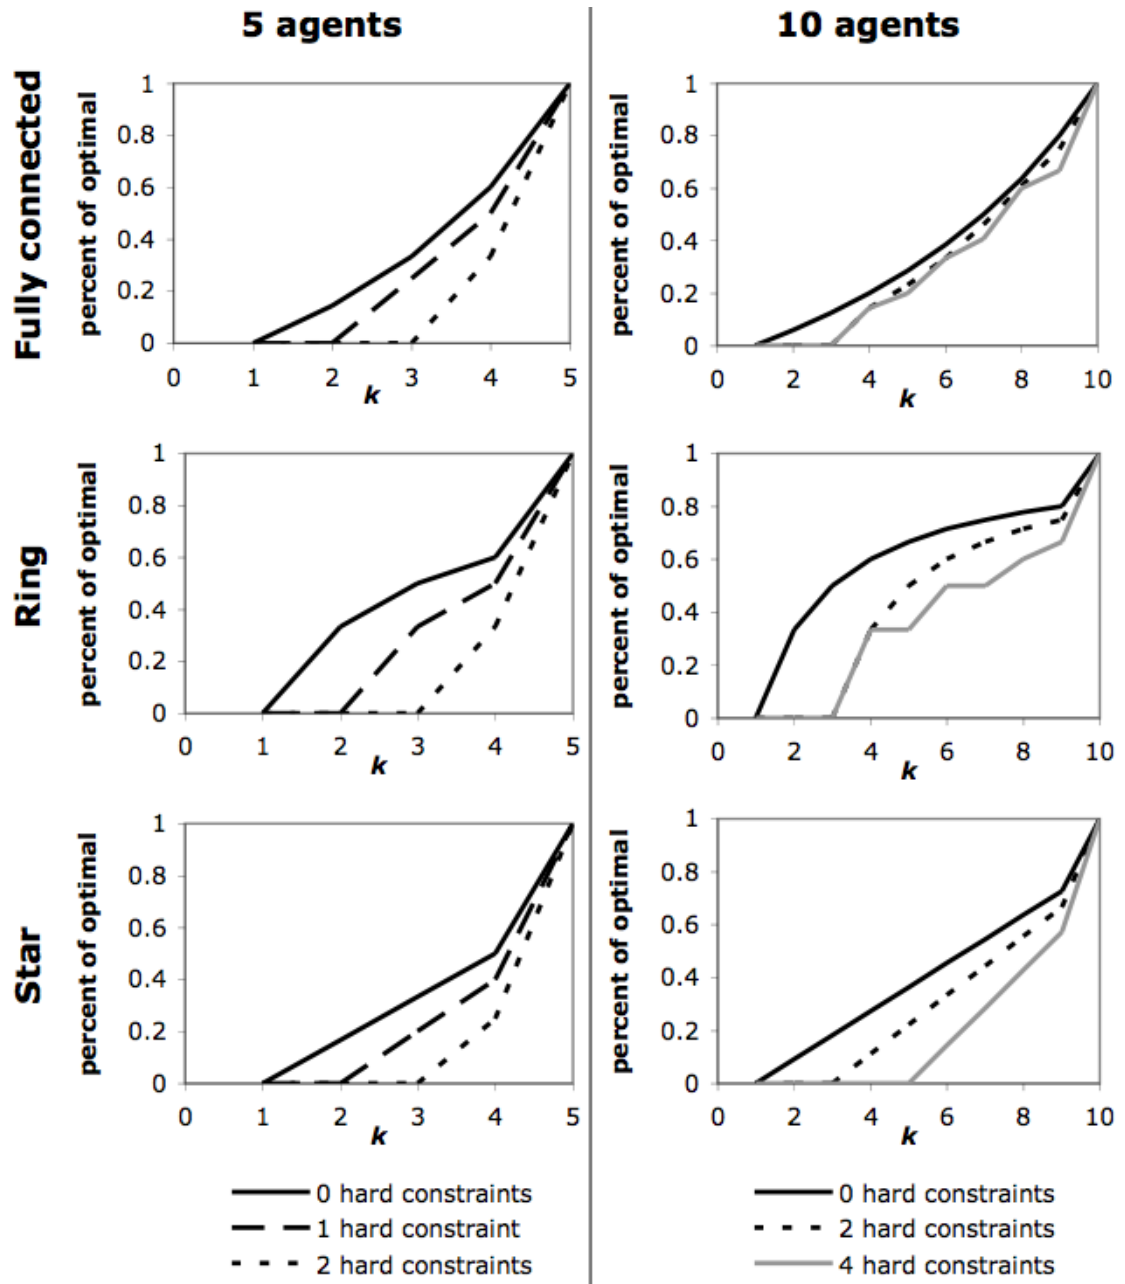 5 agents
10 agents
Fully connected
percent of optimal
1
0.8
0.6
0.4
0.2
0
0 1 2 3 4 5
k
percent of optimal
1
0.8
0.6
0.4
0.2
0
0 2 4 6 8 10
k
Ring
percent of optimal
1
0.8
0.6
0.4
0.2
0
0 1 2 3 4 5
k
percent of optimal
1
0.8
0.6
0.4
0.2
0
0 2 4 6 8 10
k
Star
percent of optimal
1
0.8
0.6
0.4
0.2
0
0 1 2 3 4 5
k
percent of optimal
1
0.8
0.6
0.4
0.2
0
0 2 4 6 8 10
k
0 hard constraints
1 hard constraint
2 hard constraints
0 hard constraints
2 hard constraints
4 hard constraints